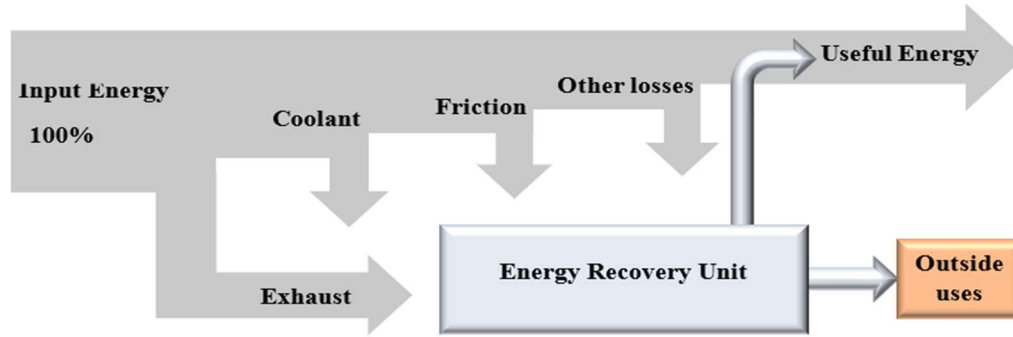 Input Energy
100%
Coolant
Friction
Other losses
Useful Energy
Exhaust
Energy Recovery Unit
Outside
uses